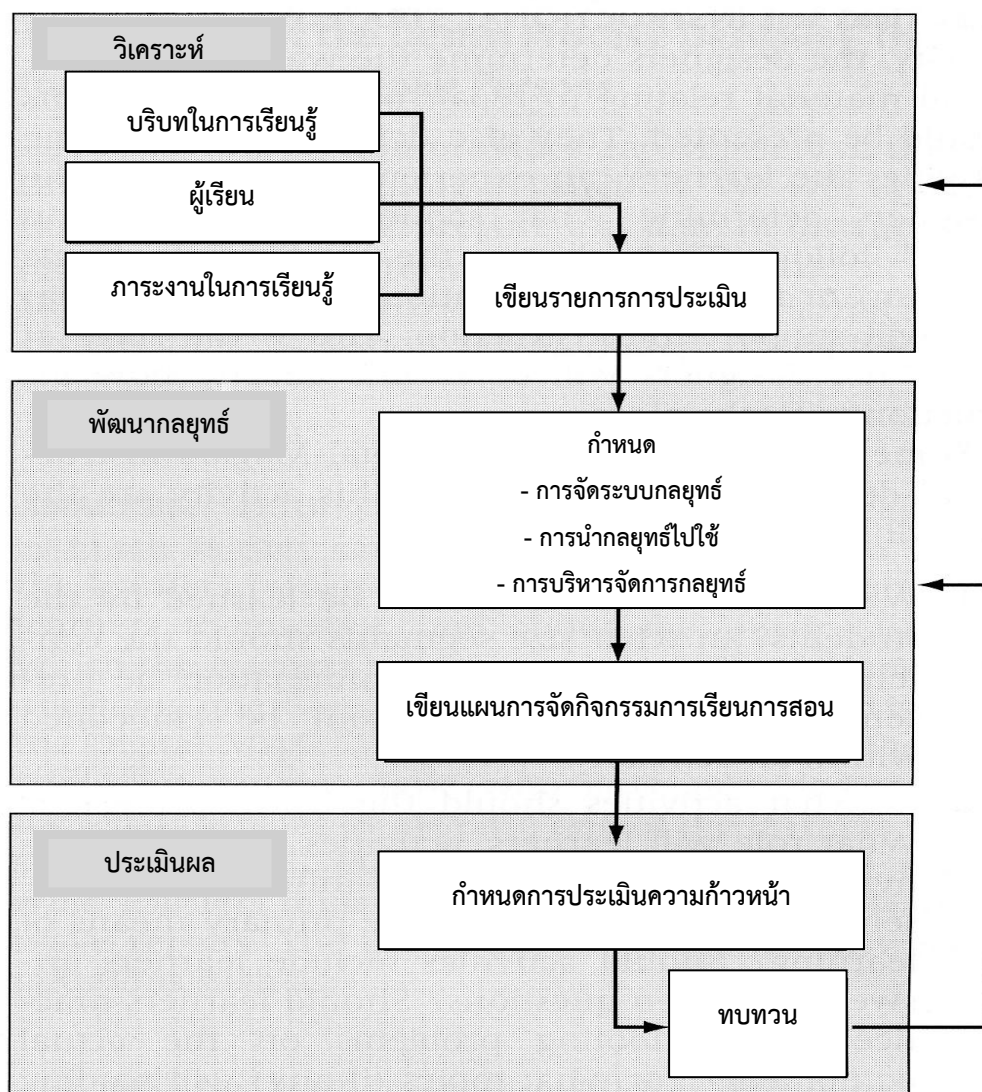 วิเคราะห์
บริบทในการเรียนรู้
ผู้เรียน
ภาระงานในการเรียนรู้
เขียนรายการการประเมิน
พัฒนากลยุทธ์
กำหนด
- การจัดระบบกลยุทธ์
- การนำกลยุทธ์ไปใช้
- การบริหารจัดการกลยุทธ์
เขียนแผนการจัดกิจกรรมการเรียนการสอน
ประเมินผล
กำหนดการประเมินความก้าวหน้า
ทบทวน